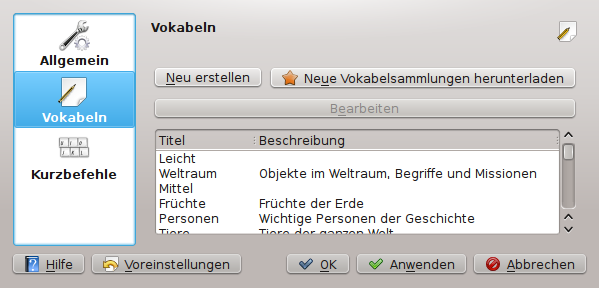 Allgemein
Vokabeln
Kurzbefehle
Vokabeln
Neu erstellen
Neue Vokabelsammlungen herunterladen
Bearbeiten
Titel Beschreibung
Leicht
Weltraum Objekte im Weltraum, Begriffe und Missionen
Mittel
Früchte Früchte der Erde
Personen Wichtige Personen der Geschichte
Tiere Tiere der ganzen Welt
Hilfe Voreinstellungen OK Anwenden Abbrechen